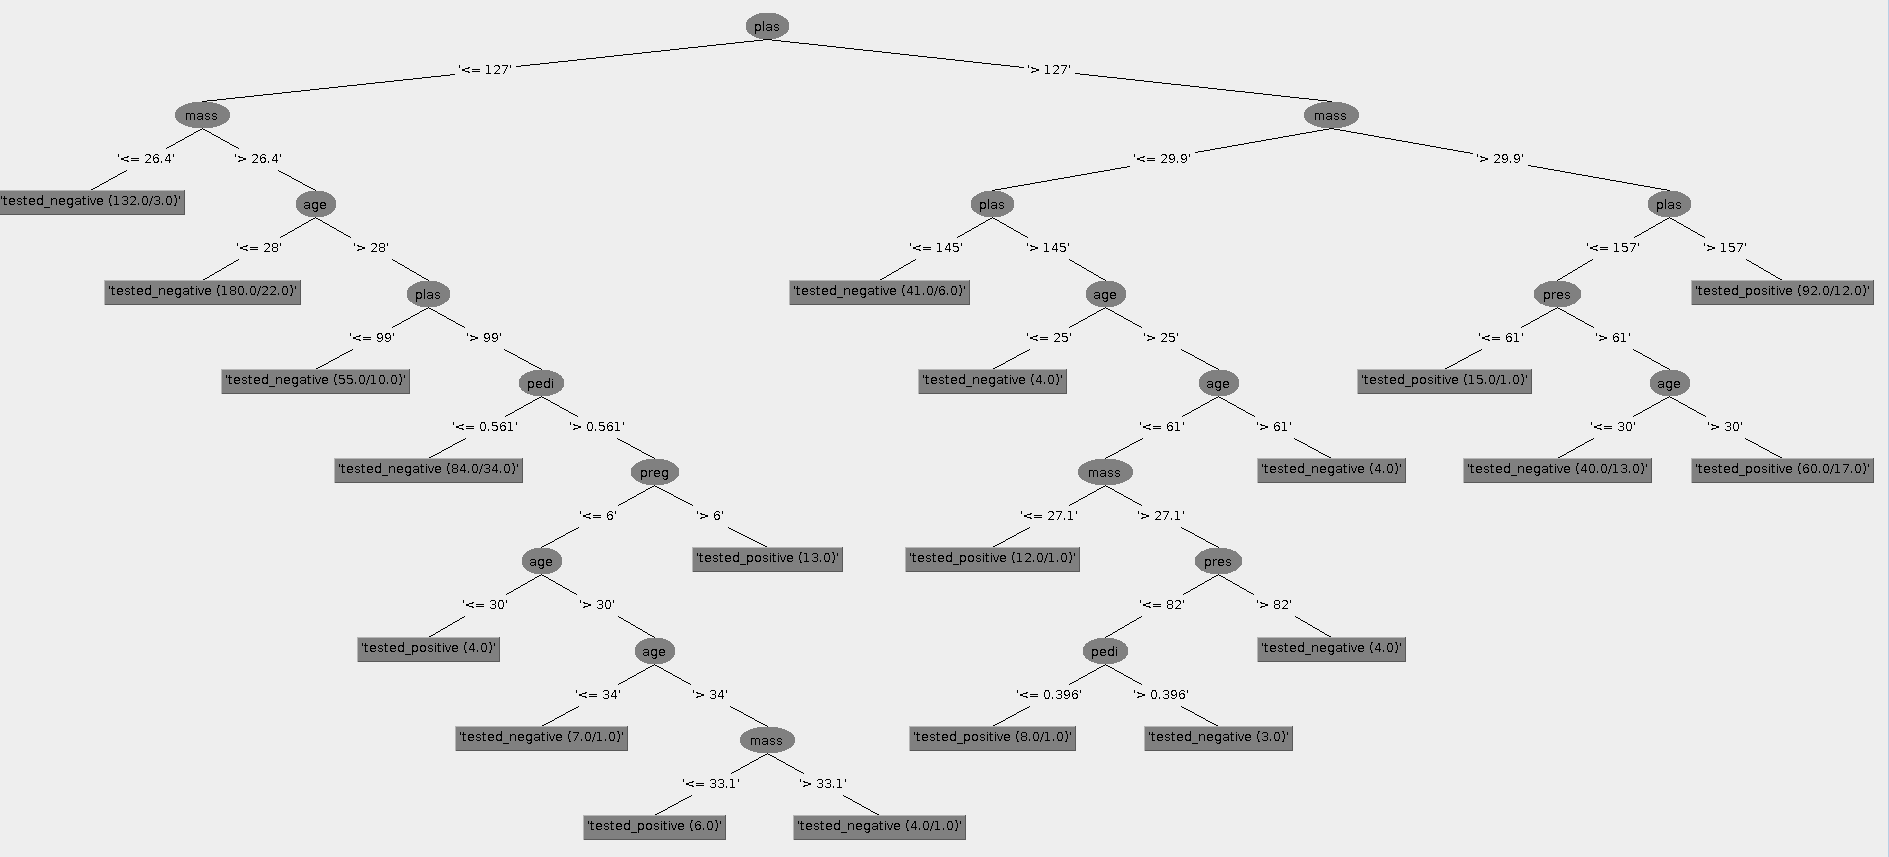 plas
'<= 127'
'> 127'
mass
mass
'<= 26.4'
'> 26.4'
'<= 29.9'
'> 29.9'
'tested_negative (132.0/3.0)'
age
plas
plas
'<= 28'
'> 28'
'<= 145'
'> 145'
'<= 157'
'> 157'
'tested_negative (180.0/22.0)'
plas
'tested_negative (41.0/6.0)'
age
pres
'tested_positive (92.0/12.0)'
'<= 99'
'> 99'
'<= 25'
'> 25'
'<= 61'
'> 61'
'tested_negative (55.0/10.0)'
pedi
'tested_negative (4.0)'
age
'tested_positive (15.0/1.0)'
age
'<= 0.561'
'> 0.561'
'<= 61'
'> 61'
'<= 30'
'> 30'
'tested_negative (84.0/34.0)'
preg
mass
'tested_negative (4.0)'
'tested_negative (40.0/13.0)'
'tested_positive (60.0/17.0)'
'<= 6'
'> 6'
'<= 27.1'
'> 27.1'
age
'tested_positive (13.0)'
'tested_positive (12.0/1.0)'
pres
'<= 30'
'> 30'
'<= 82'
'> 82'
'tested_positive (4.0)'
age
pedi
'tested_negative (4.0)'
'<= 34'
'> 34'
'<= 0.396'
'> 0.396'
'tested_negative (7.0/1.0)'
mass
'tested_positive (8.0/1.0)'
'tested_negative (3.0)'
'<= 33.1'
'> 33.1'
'tested_positive (6.0)'
'tested_negative (4.0/1.0)'